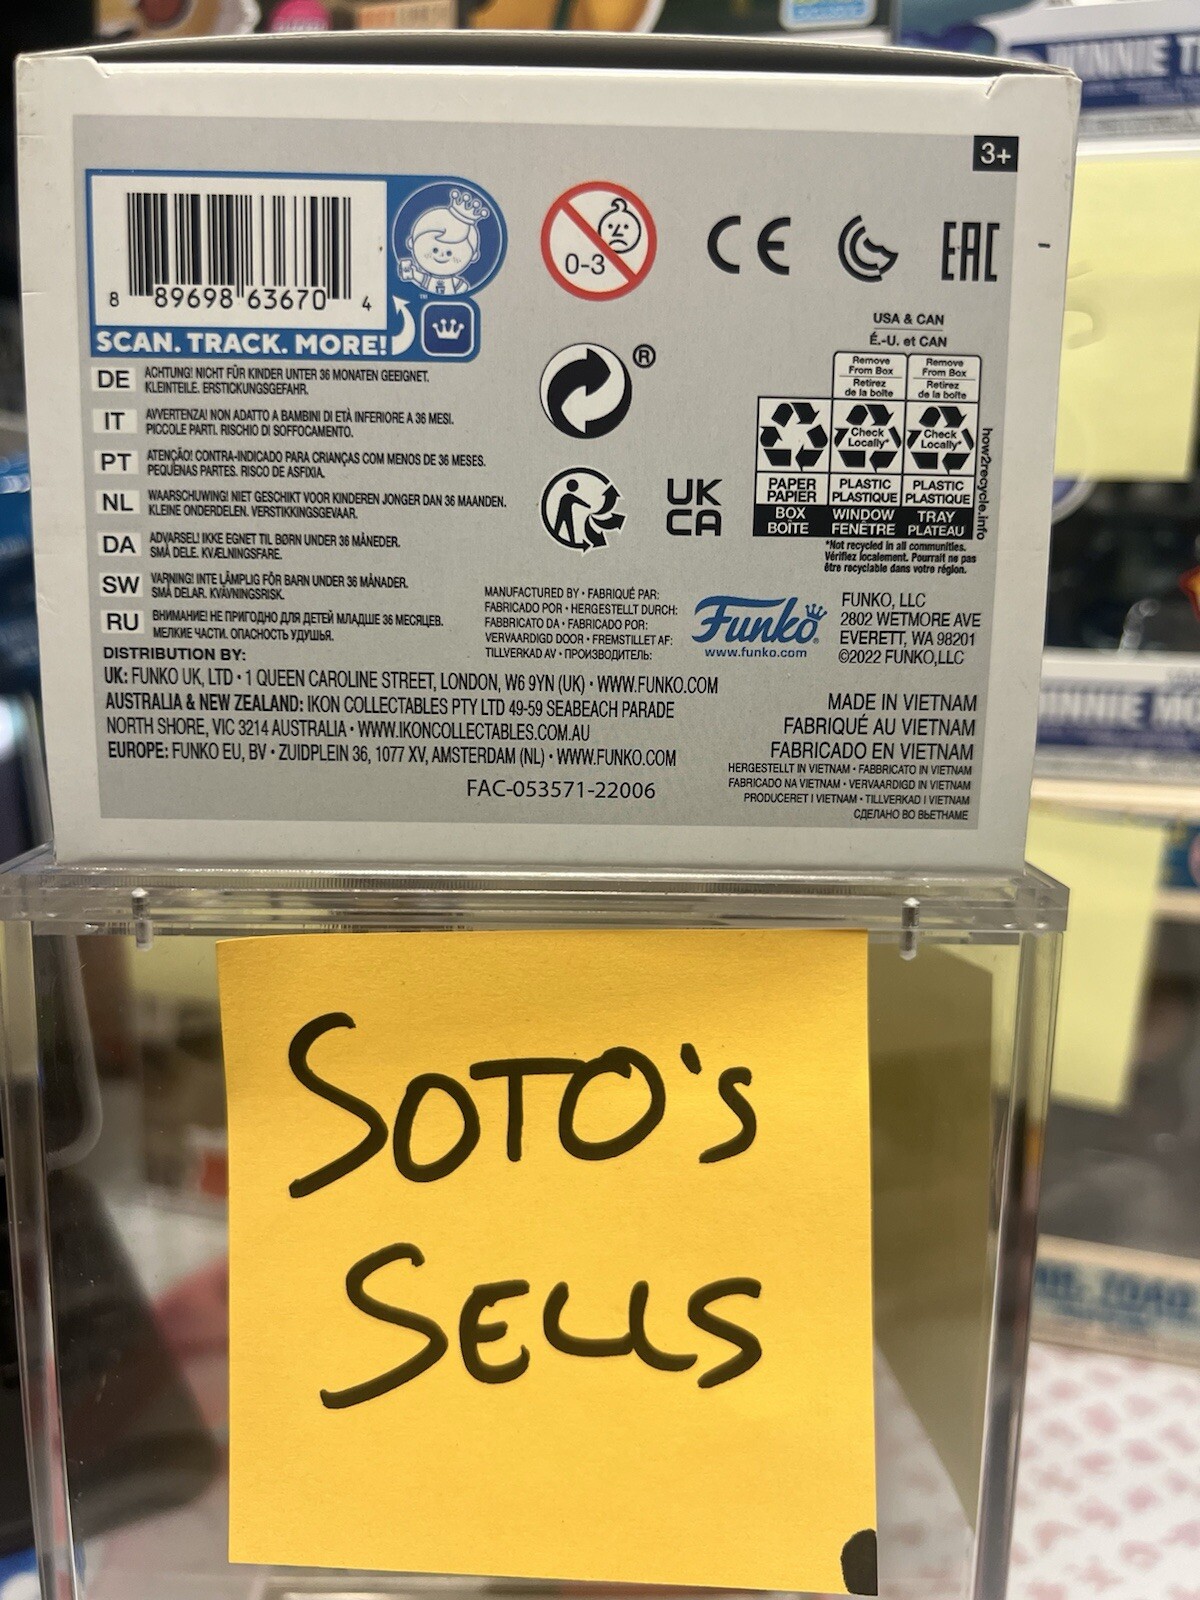 3+
8 89698 63670 4
SCAN. TRACK. MORE!
™
0-3
CE
EAC
®
UK
CA
USA & CAN
É.-U. et CAN
Remove
From Box
Retirez
de la boîte
Remove
From Box
Retirez
de la boîte
Check
Locally*
Check
Locally*
PAPER
PAPIER
PLASTIC
PLASTIQUE
PLASTIC
PLASTIQUE
BOX
BOÎTE
WINDOW
FENÊTRE
TRAY
PLATEAU
how2recycle.info
*Not recycled in all communities.
Vérifiez localement. Pourrait ne pas
être recyclable dans votre région.
DE ACHTUNG! NICHT FÜR KINDER UNTER 36 MONATEN GEEIGNET.
KLEINTEILE. ERSTICKUNGSGEFAHR.
IT AVVERTENZA! NON ADATTO A BAMBINI DI ETÀ INFERIORE A 36 MESI.
PICCOLE PARTI. RISCHIO DI SOFFOCAMENTO.
PT ATENÇÃO! CONTRA-INDICADO PARA CRIANÇAS COM MENOS DE 36 MESES.
PEQUENAS PARTES. RISCO DE ASFIXIA.
NL WAARSCHUWING! NIET GESCHIKT VOOR KINDEREN JONGER DAN 36 MAANDEN.
KLEINE ONDERDELEN. VERSTIKKINGSGEVAAR.
DA ADVARSEL! IKKE EGNET TIL BØRN UNDER 36 MÅNEDER.
SMÅ DELE. KVÆLNINGSFARE.
SW VARNING! INTE LÄMPLIG FÖR BARN UNDER 36 MÅNADER.
SMÅ DELAR. KVÄVNINGSRISK.
RU ВНИМАНИЕ! НЕ ПРИГОДНО ДЛЯ ДЕТЕЙ МЛАДШЕ 36 МЕСЯЦЕВ.
МЕЛКИЕ ЧАСТИ. ОПАСНОСТЬ УДУШЬЯ.
MANUFACTURED BY • FABRIQUÉ PAR:
FABRICADO POR • HERGESTELLT DURCH:
FABBRICATO DA • FABRICADO POR:
VERVAARDIGD DOOR • FREMSTILLET AF:
TILLVERKAD AV • ПРОИЗВОДИТЕЛЬ:
Funko®
www.funko.com
FUNKO, LLC
2802 WETMORE AVE
EVERETT, WA 98201
©2022 FUNKO,LLC
DISTRIBUTION BY:
UK: FUNKO UK, LTD • 1 QUEEN CAROLINE STREET, LONDON, W6 9YN (UK) • WWW.FUNKO.COM
AUSTRALIA & NEW ZEALAND: IKON COLLECTABLES PTY LTD 49-59 SEABEACH PARADE
NORTH SHORE, VIC 3214 AUSTRALIA • WWW.IKONCOLLECTABLES.COM.AU
EUROPE: FUNKO EU, BV • ZUIDPLEIN 36, 1077 XV, AMSTERDAM (NL) • WWW.FUNKO.COM
FAC-053571-22006
MADE IN VIETNAM
FABRIQUÉ AU VIETNAM
FABRICADO EN VIETNAM
HERGESTELLT IN VIETNAM • FABBRICATO IN VIETNAM
FABRICADO NA VIETNAM • VERVAARDIGD IN VIETNAM
PRODUCERET I VIETNAM • TILLVERKAD I VIETNAM
СДЕЛАНО ВО ВЬЕТНАМЕ
SOTO'S
SELLS